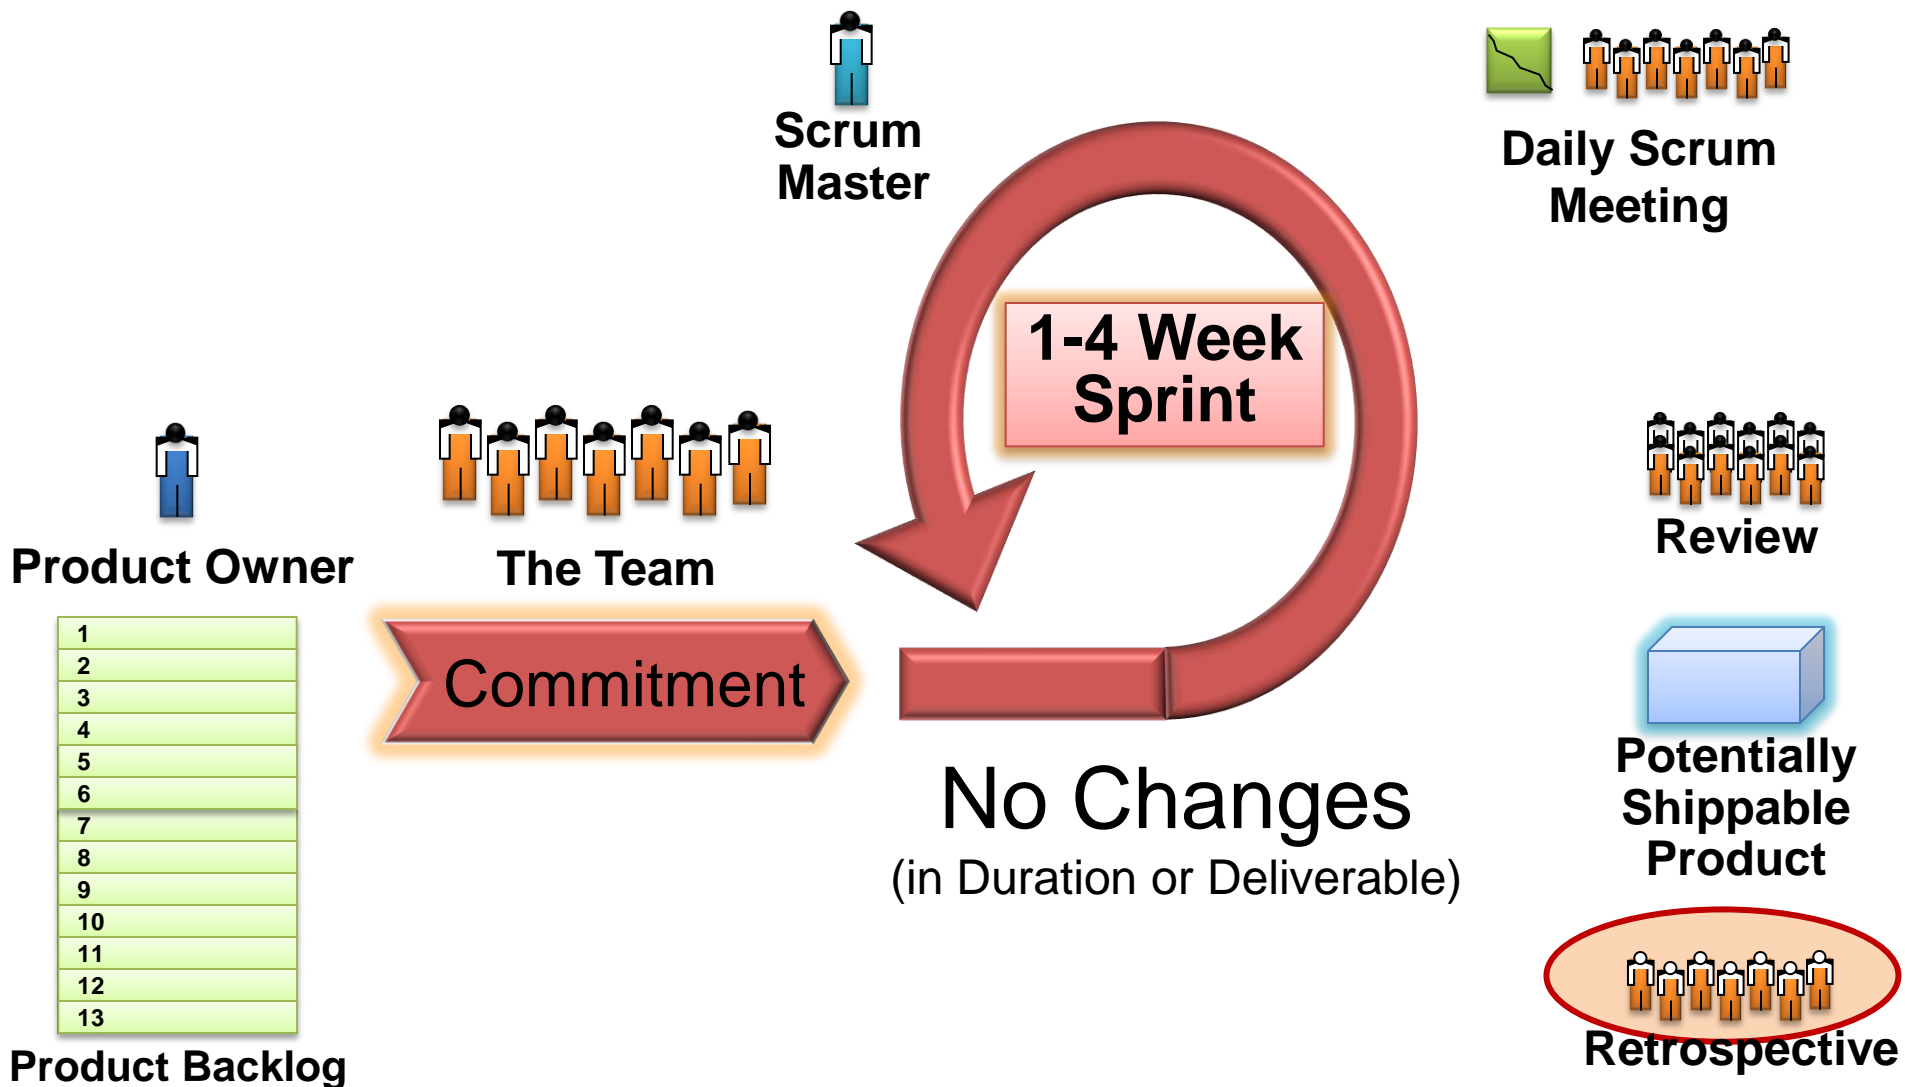 Scrum
Master
Daily Scrum
Meeting
1-4 Week
Sprint
Product Owner
The Team
Review
1
2
3
4
5
6
7
8
9
10
11
12
13
Product Backlog
Commitment
No Changes
(in Duration or Deliverable)
Potentially
Shippable
Product
Retrospective